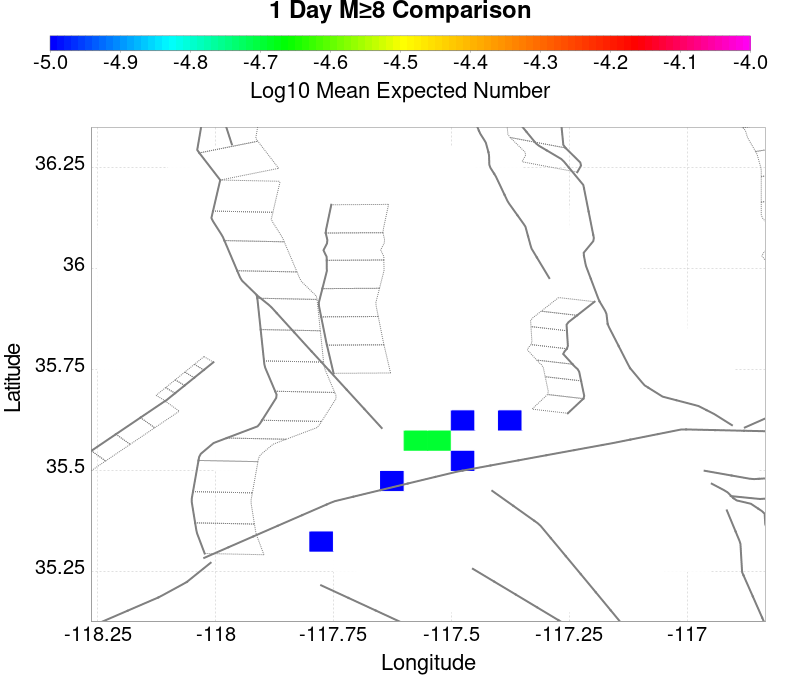 1 Day M≥8 Comparison
-5.0 -4.9 -4.8 -4.7 -4.6 -4.5 -4.4 -4.3 -4.2 -4.1 -4.0
Log10 Mean Expected Number
36.25
36
35.75
35.5
35.25
Latitude
-118.25 -118 -117.75 -117.5 -117.25 -117
Longitude